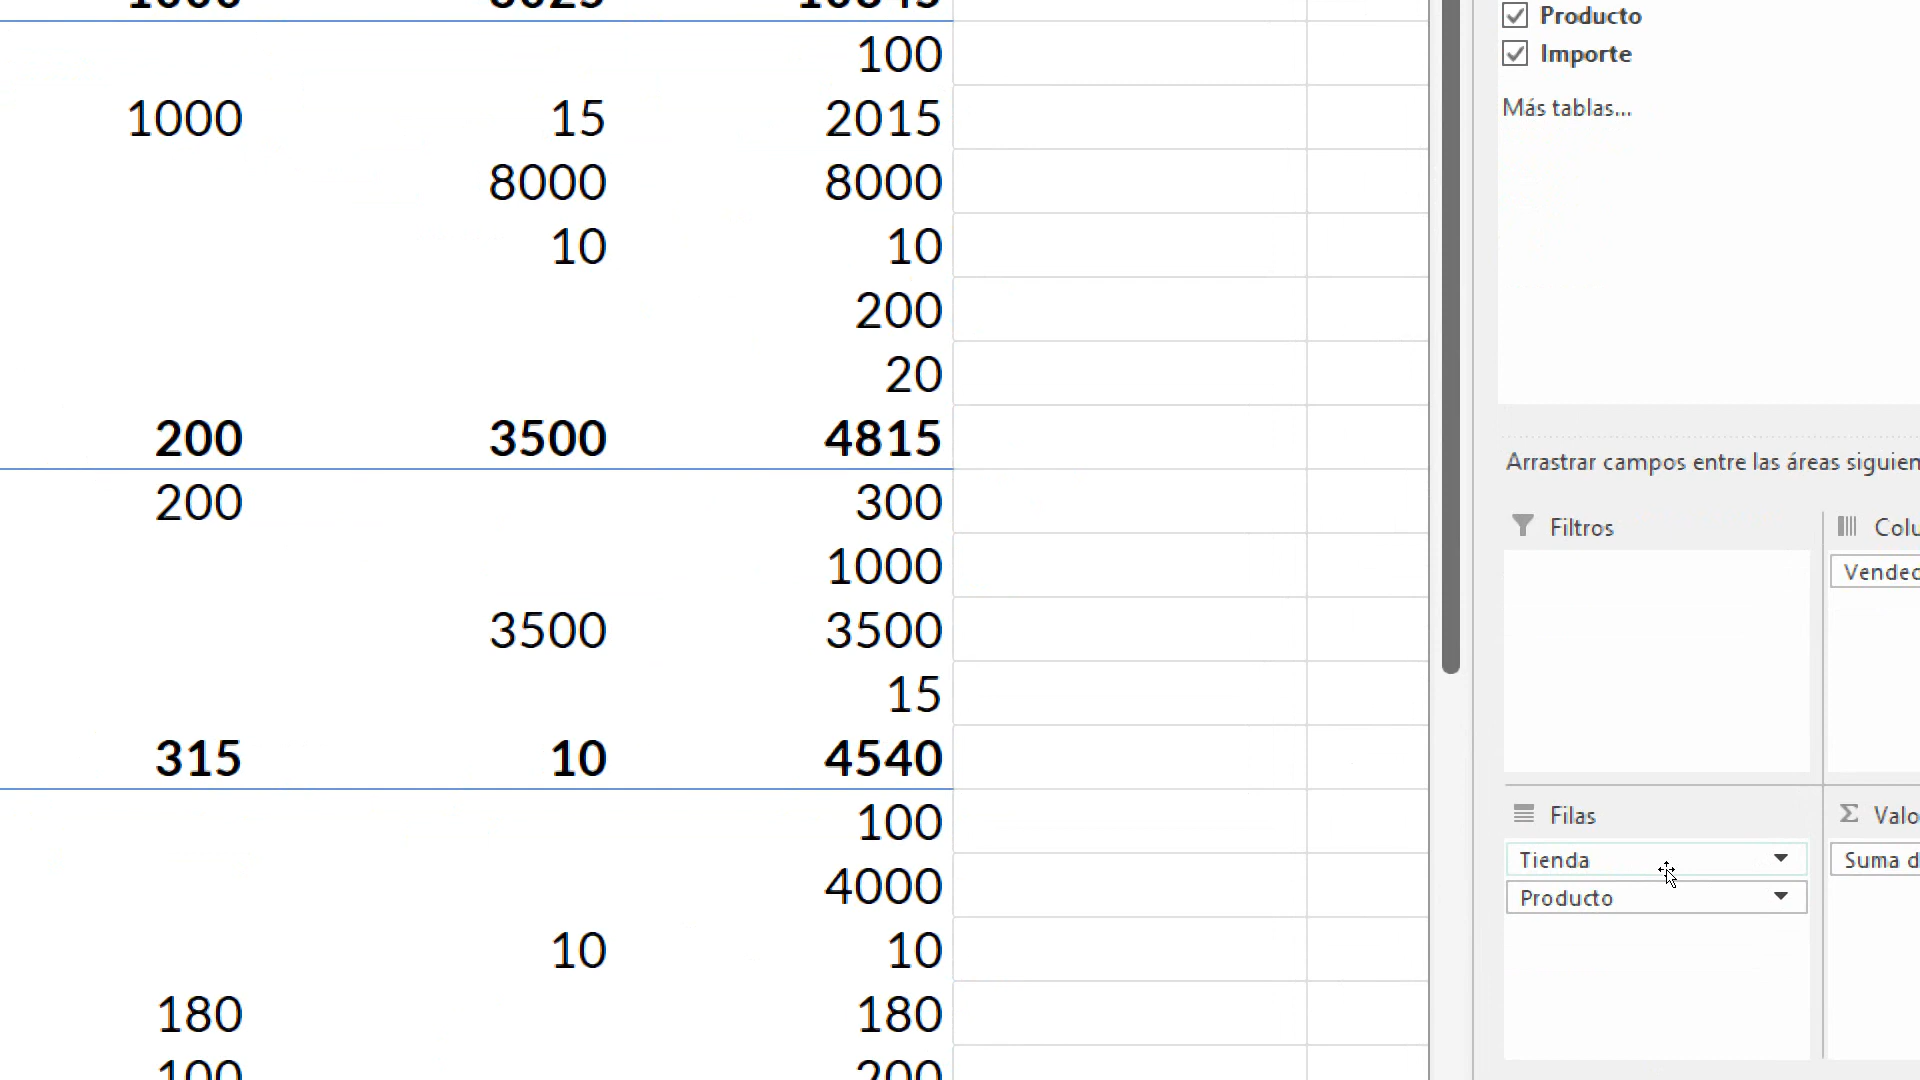 100
1000 15 2015
8000 8000
10 10
200
20
200 3500 4815
200 300
1000
3500 3500
15
315 10 4540
100
4000
10 10
180 180
Producto
Importe
Más tablas...
Arrastrar campos entre las áreas siguien
Filtros
Colu
Vended
Filas
Valo
Tienda
Suma d
Producto